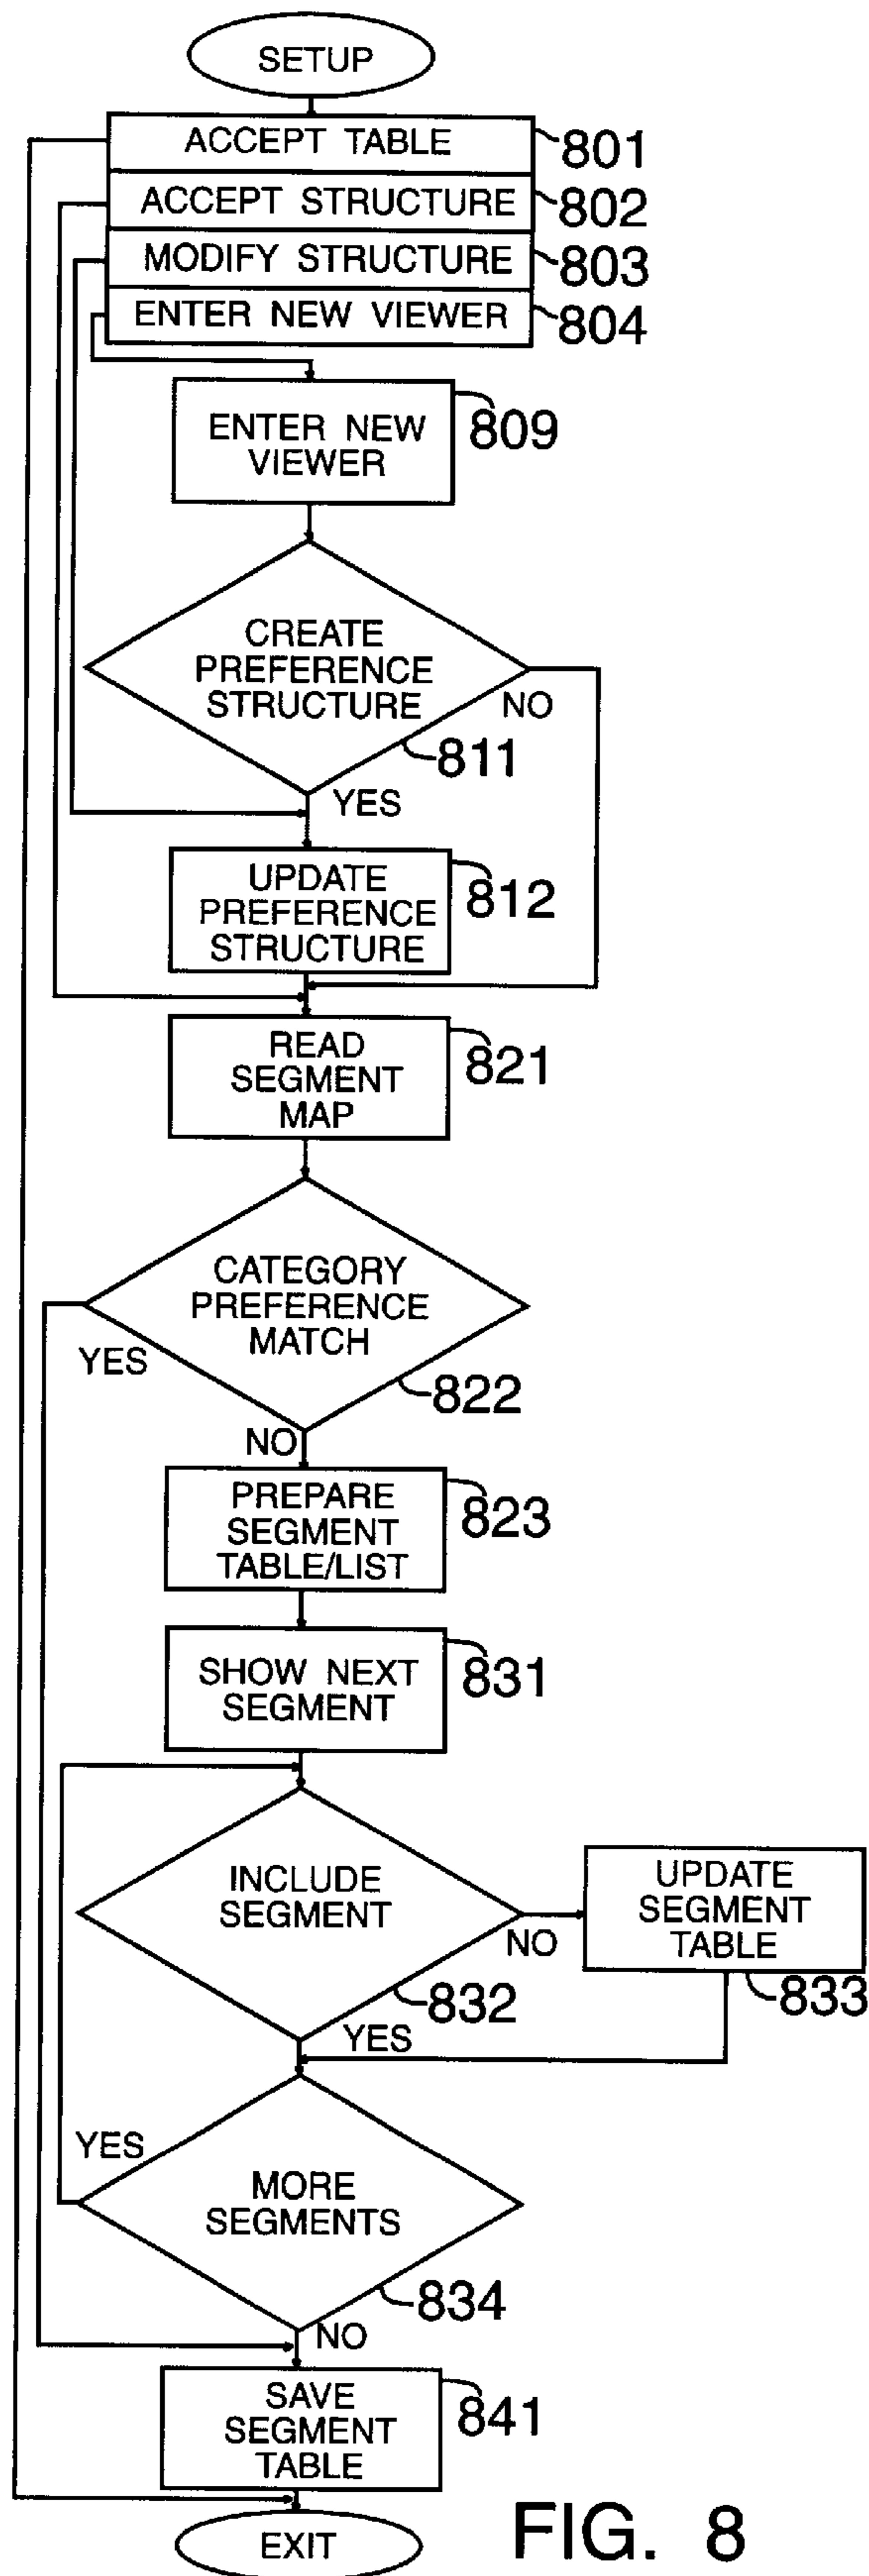 SETUP
ACCEPT TABLE 801
ACCEPT STRUCTURE 802
MODIFY STRUCTURE 803
ENTER NEW VIEWER 804
ENTER NEW
VIEWER
809
CREATE
PREFERENCE
STRUCTURE
NO
811
YES
UPDATE
PREFERENCE
STRUCTURE
812
READ
SEGMENT
MAP
821
CATEGORY
PREFERENCE
MATCH
YES
822
NO
PREPARE
SEGMENT
TABLE/LIST
823
SHOW NEXT
SEGMENT
831
INCLUDE
SEGMENT
NO
832
YES
UPDATE
SEGMENT
TABLE
833
YES
MORE
SEGMENTS
834
NO
SAVE
SEGMENT
TABLE
841
EXIT
FIG. 8